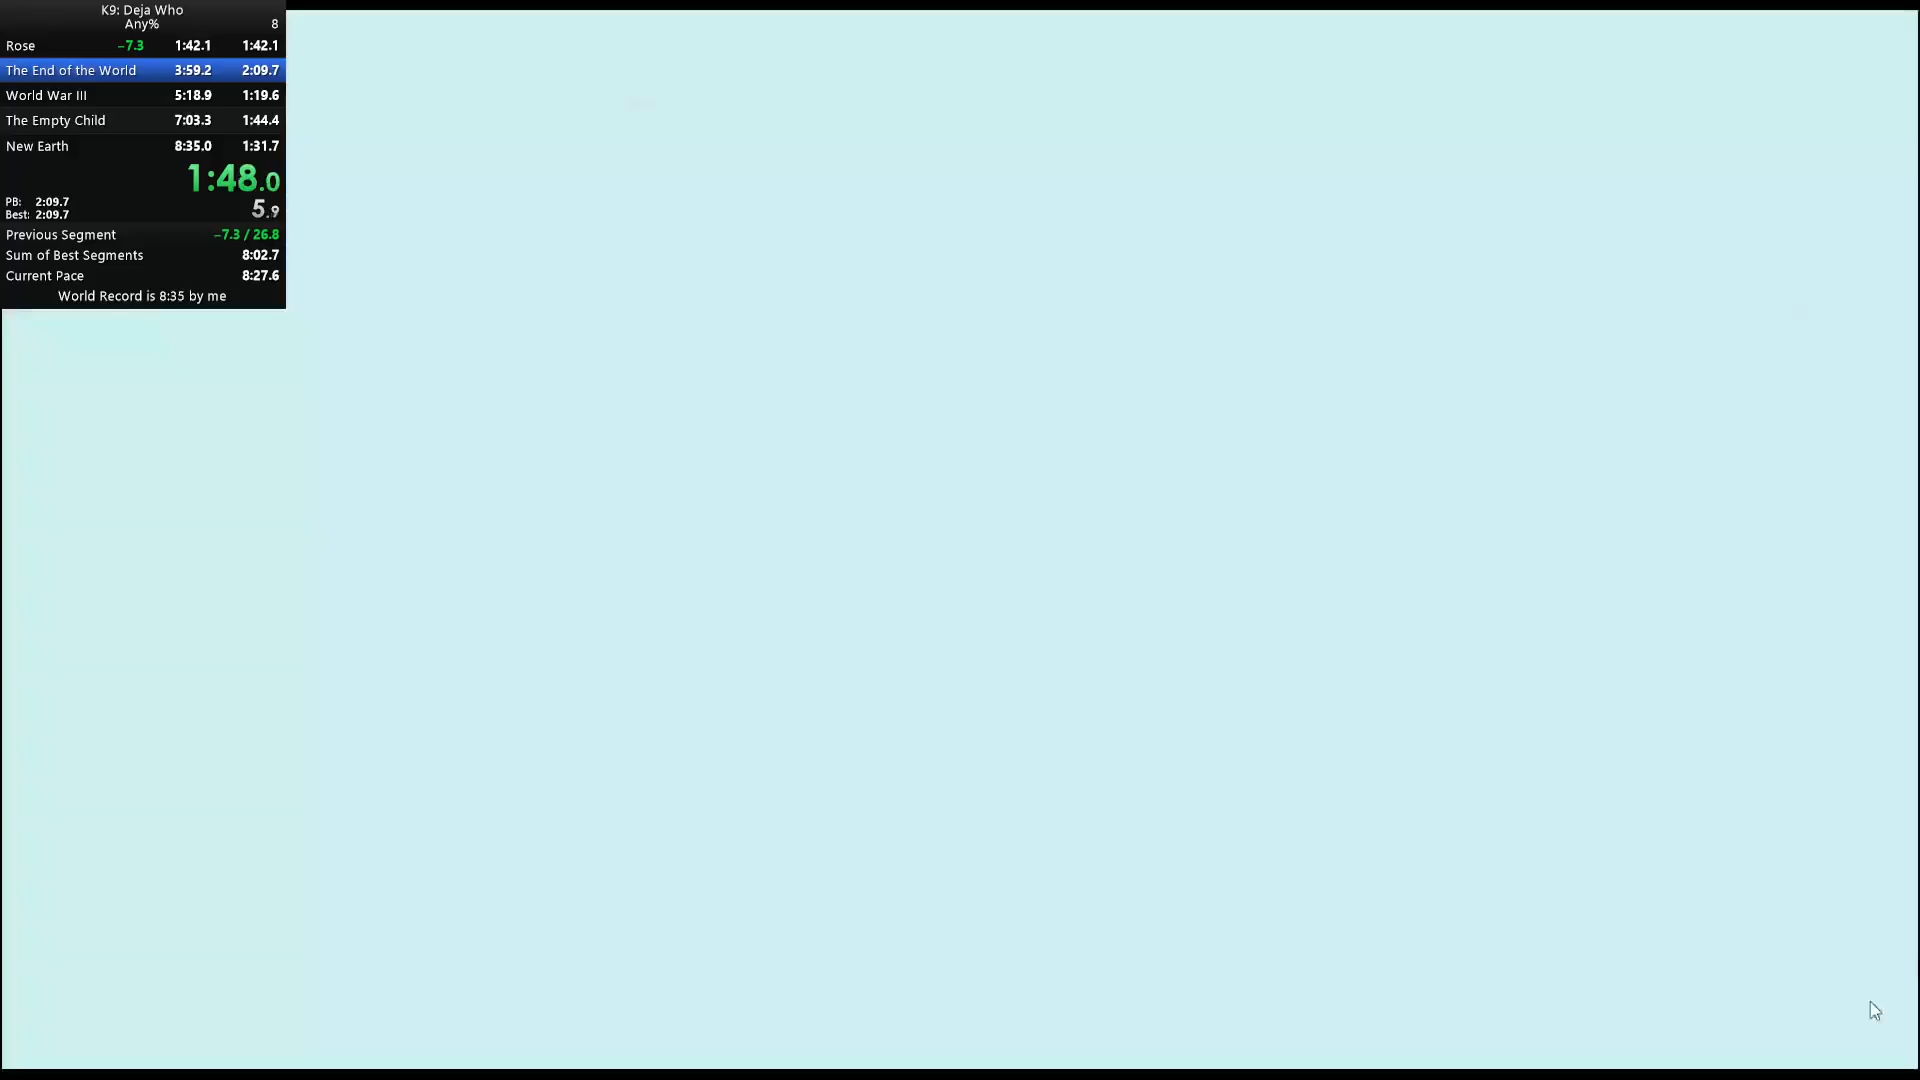 K9: Deja Who
Any% 8
Rose −7.3 1:42.1 1:42.1
The End of the World 3:59.2 2:09.7
World War III 5:18.9 1:19.6
The Empty Child 7:03.3 1:44.4
New Earth 8:35.0 1:31.7
1:48.0
PB: 2:09.7
Best: 2:09.7
5.9
Previous Segment −7.3 / 26.8
Sum of Best Segments 8:02.7
Current Pace 8:27.6
World Record is 8:35 by me